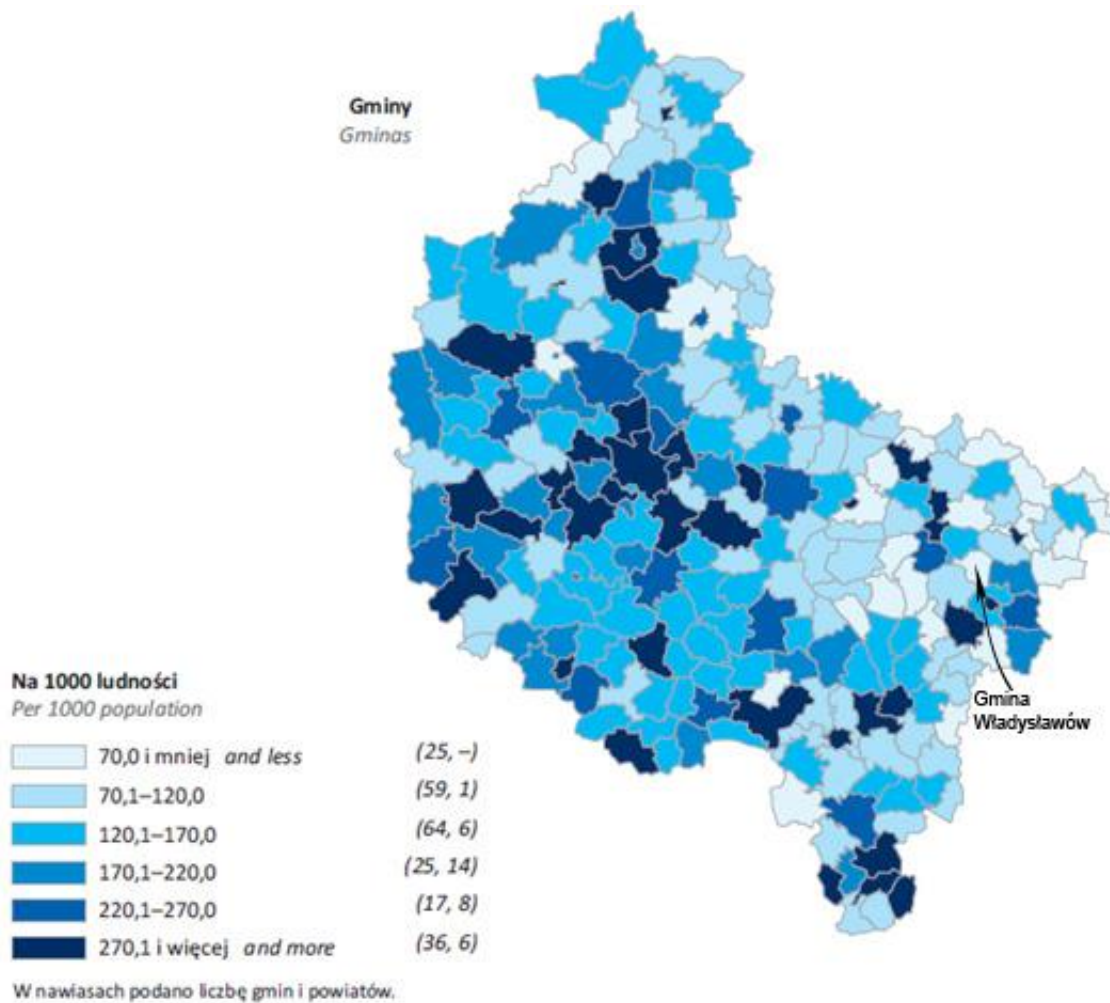 Gminy
Gminas
Gmina
Władysławów
Na 1000 ludności
Per 1000 population
70,0 i mniej and less (25, –)
70,1–120,0 (59, 1)
120,1–170,0 (64, 6)
170,1–220,0 (25, 14)
220,1–270,0 (17, 8)
270,1 i więcej and more (36, 6)
W nawiasach podano liczbę gmin i powiatów.